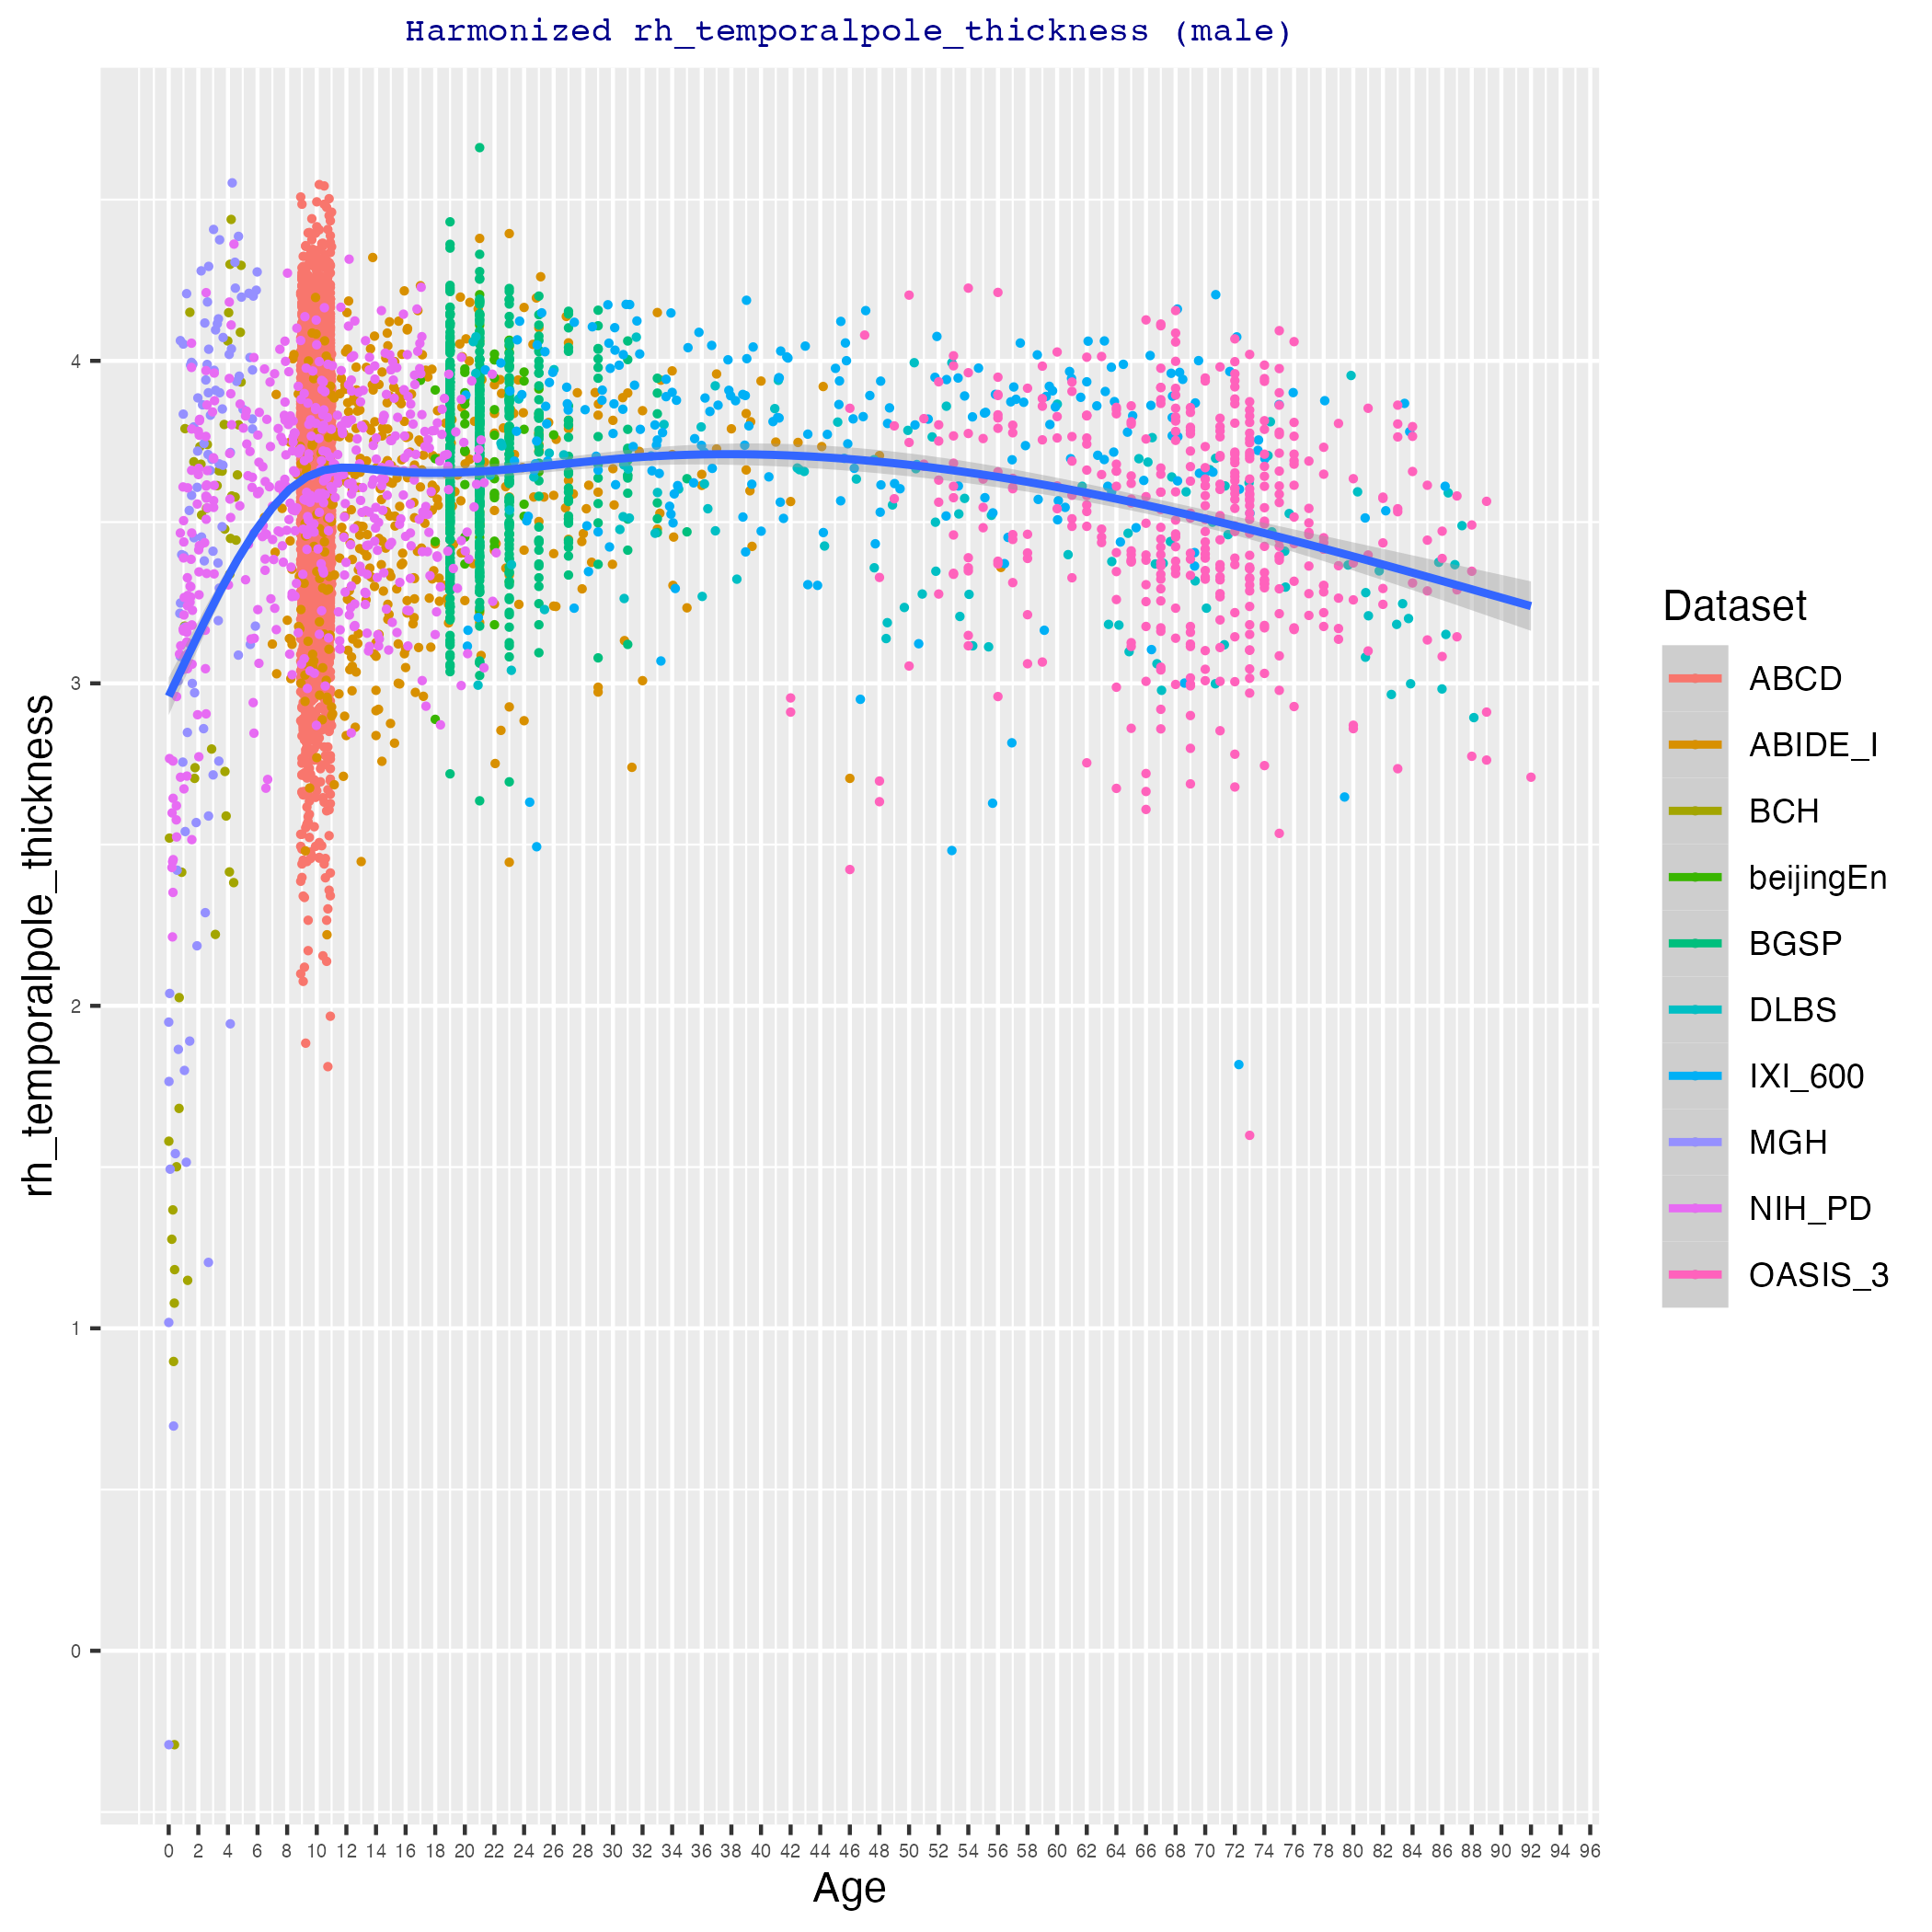 Harmonized rh_temporalpole_thickness (male)
rh_temporalpole_thickness
4
3
2
1
0
0 2 4 6 8 10 12 14 16 18 20 22 24 26 28 30 32 34 36 38 40 42 44 46 48 50 52 54 56 58 60 62 64 66 68 70 72 74 76 78 80 82 84 86 88 90 92 94 96
Age
Dataset
ABCD
ABIDE_I
BCH
beijingEn
BGSP
DLBS
IXI_600
MGH
NIH_PD
OASIS_3